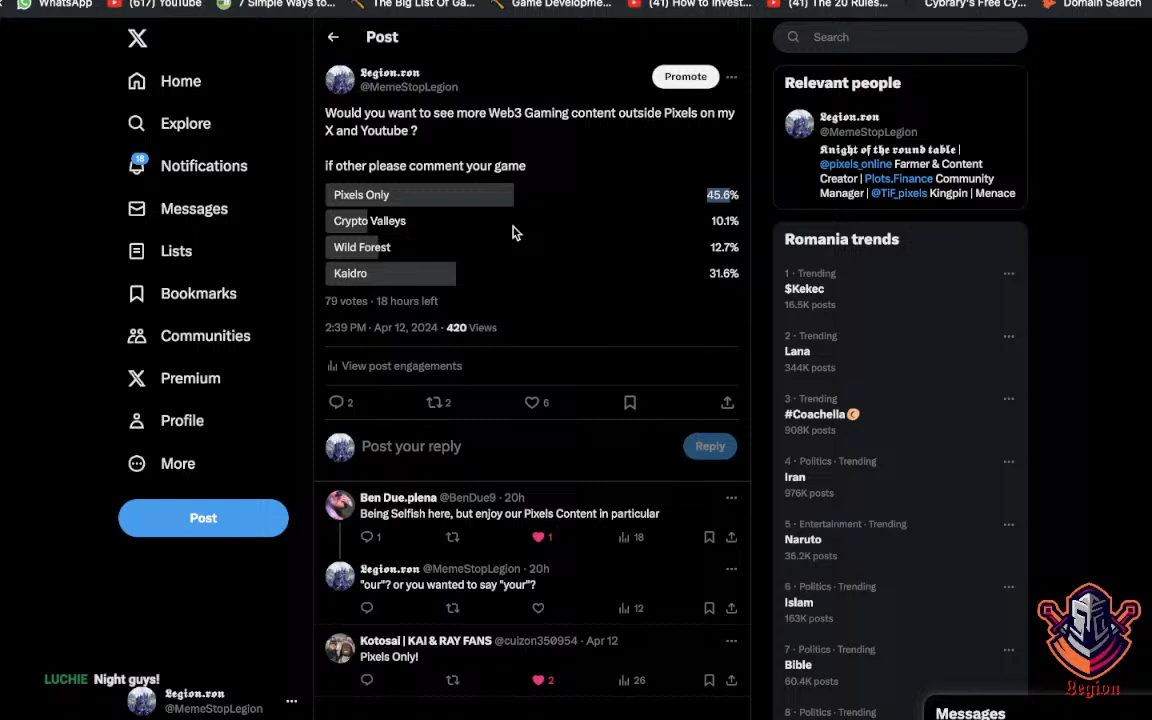 WhatsApp
(617) YouTube
7 Simple Ways to...
The Big List Of Ga...
Game Developme...
(41) How to Invest...
(41) The 20 Rules...
Cybrary's Free Cy...
Domain Search
Home
Explore
18
Notifications
Messages
Lists
Bookmarks
Communities
Premium
Profile
More
Post
LUCHIE Night guys!
Legion.ron
@MemeStopLegion
Post
Legion.ron
@MemeStopLegion
Promote
Would you want to see more Web3 Gaming content outside Pixels on my
X and Youtube ?
if other please comment your game
Pixels Only 45.6%
Crypto Valleys 10.1%
Wild Forest 12.7%
Kaidro 31.6%
79 votes · 18 hours left
2:39 PM · Apr 12, 2024 · 420 Views
View post engagements
2 2 6
Post your reply
Reply
Ben Due.plena @BenDue9 · 20h
Being Selfish here, but enjoy our Pixels Content in particular
1 1 18
Legion.ron @MemeStopLegion · 20h
"our"? or you wanted to say "your"?
12
Kotosai | KAI & RAY FANS @cuizon350954 · Apr 12
Pixels Only!
2 26
Search
Relevant people
Legion.ron
@MemeStopLegion
Knight of the round table |
@pixels_online Farmer & Content
Creator | Plots.Finance Community
Manager | @TiF_pixels Kingpin | Menace
Romania trends
1 · Trending
$Kekec
16.5K posts
2 · Trending
Lana
344K posts
3 · Trending
#Coachella
908K posts
4 · Politics · Trending
Iran
976K posts
5 · Entertainment · Trending
Naruto
36.2K posts
6 · Politics · Trending
Islam
163K posts
7 · Politics · Trending
Bible
60.4K posts
8 · Politics · Trending
Messages
Legion